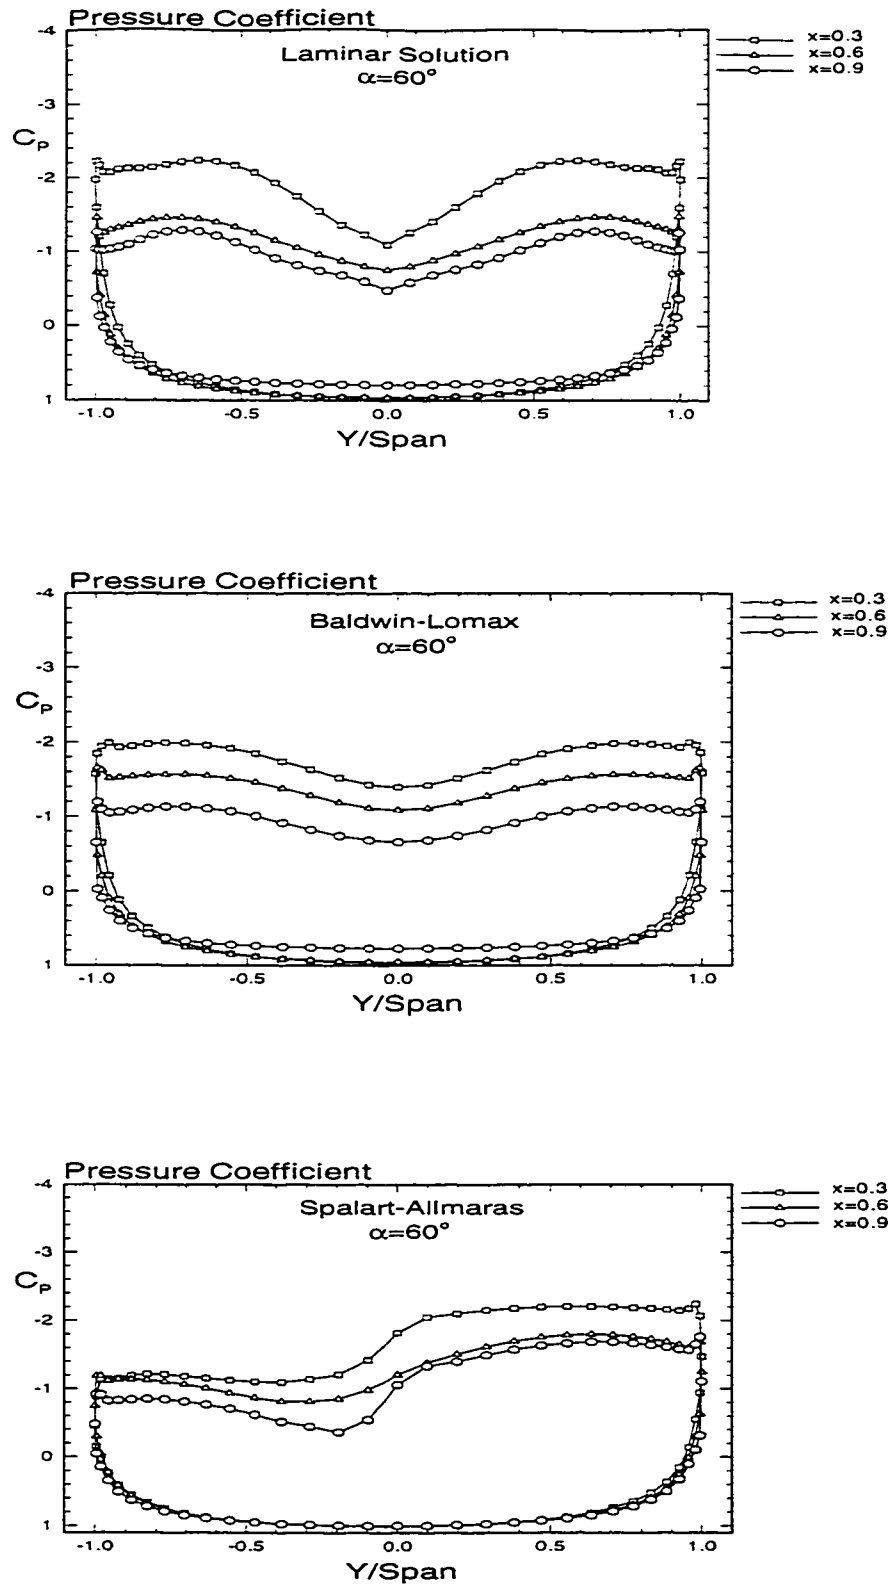 Pressure Coefficient
-4
Laminar Solution
α=60°
x=0.3
x=0.6
x=0.9
-3
C_P
-2
-1
0
1
-1.0 -0.5 0.0 0.5 1.0
Y/Span
Pressure Coefficient
-4
Baldwin-Lomax
α=60°
x=0.3
x=0.6
x=0.9
-3
C_P
-2
-1
0
1
-1.0 -0.5 0.0 0.5 1.0
Y/Span
Pressure Coefficient
-4
Spalart-Allmaras
α=60°
x=0.3
x=0.6
x=0.9
-3
C_P
-2
-1
0
1
-1.0 -0.5 0.0 0.5 1.0
Y/Span